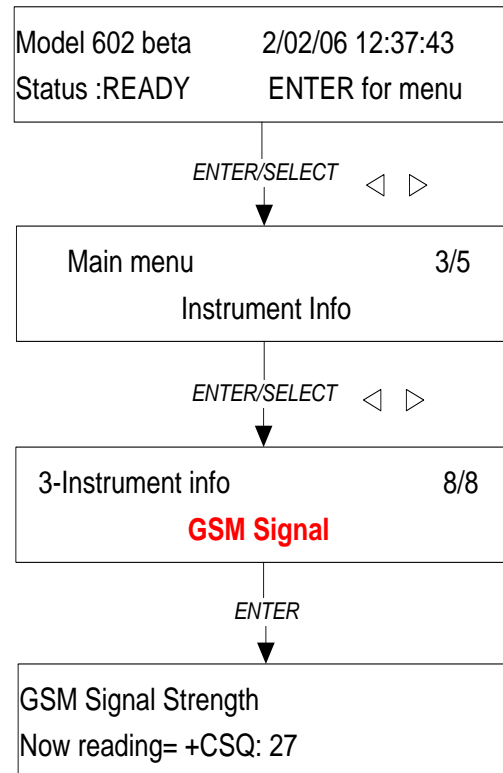 Model 602 beta 2/02/06 12:37:43
Status :READY ENTER for menu
ENTER/SELECT
Main menu 3/5
Instrument Info
ENTER/SELECT
3-Instrument info 8/8
GSM Signal
ENTER
GSM Signal Strength
Now reading= +CSQ: 27